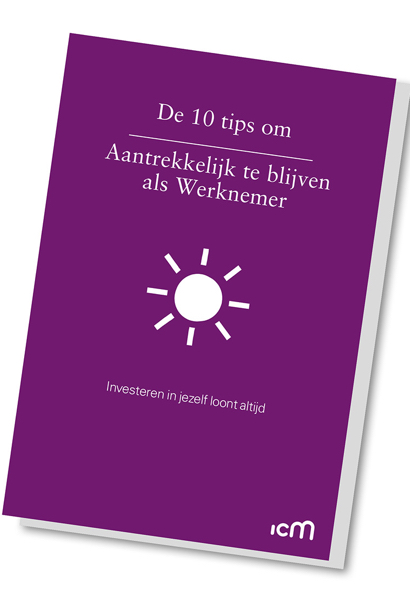 De 10 tips om
Aantrekkelijk te blijven
als Werknemer
Investeren in jezelf loont altijd
icm